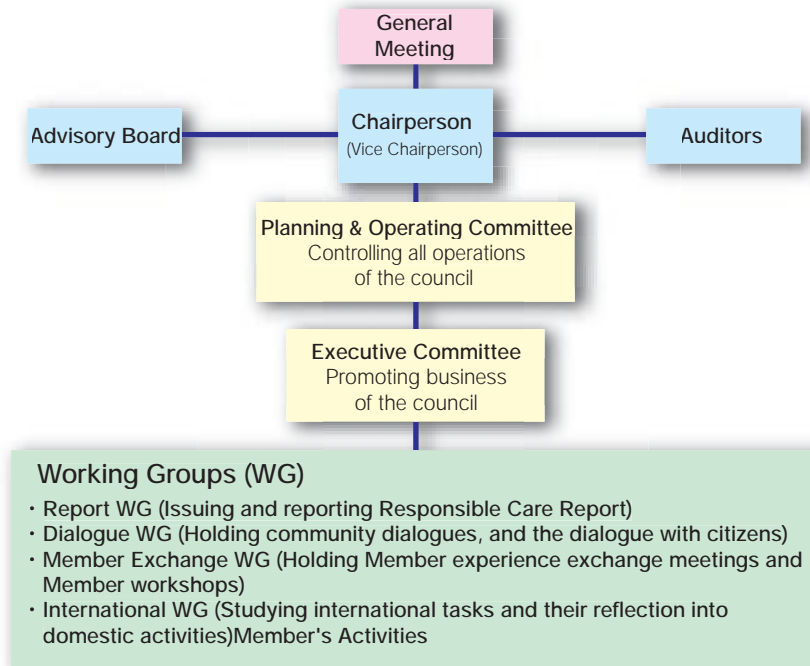 General
Meeting
Advisory Board
Chairperson
(Vice Chairperson)
Auditors
Planning & Operating Committee
Controlling all operations
of the council
Executive Committee
Promoting business
of the council
Working Groups (WG)
・Report WG (Issuing and reporting Responsible Care Report)
・Dialogue WG (Holding community dialogues, and the dialogue with citizens)
・Member Exchange WG (Holding Member experience exchange meetings and
Member workshops)
・International WG (Studying international tasks and their reflection into
domestic activities)Member's Activities